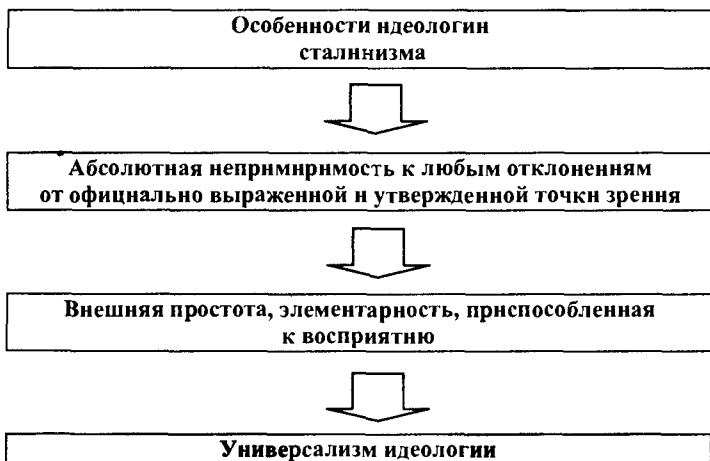 Особенности идеологии
сталинизма
Абсолютная непримиримость к любым отклонениям
от официально выраженной и утвержденной точки зрения
Внешняя простота, элементарность, приспособленная
к восприятию
Универсализм идеологии